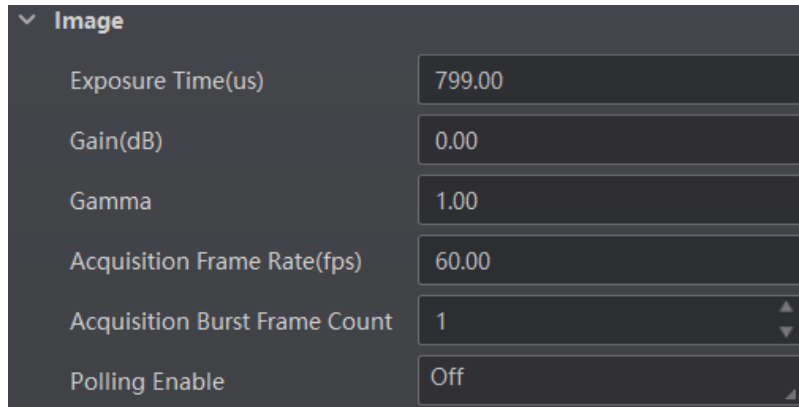 Image
Exposure Time(us) 799.00
Gain(dB) 0.00
Gamma 1.00
Acquisition Frame Rate(fps) 60.00
Acquisition Burst Frame Count 1
Polling Enable Off